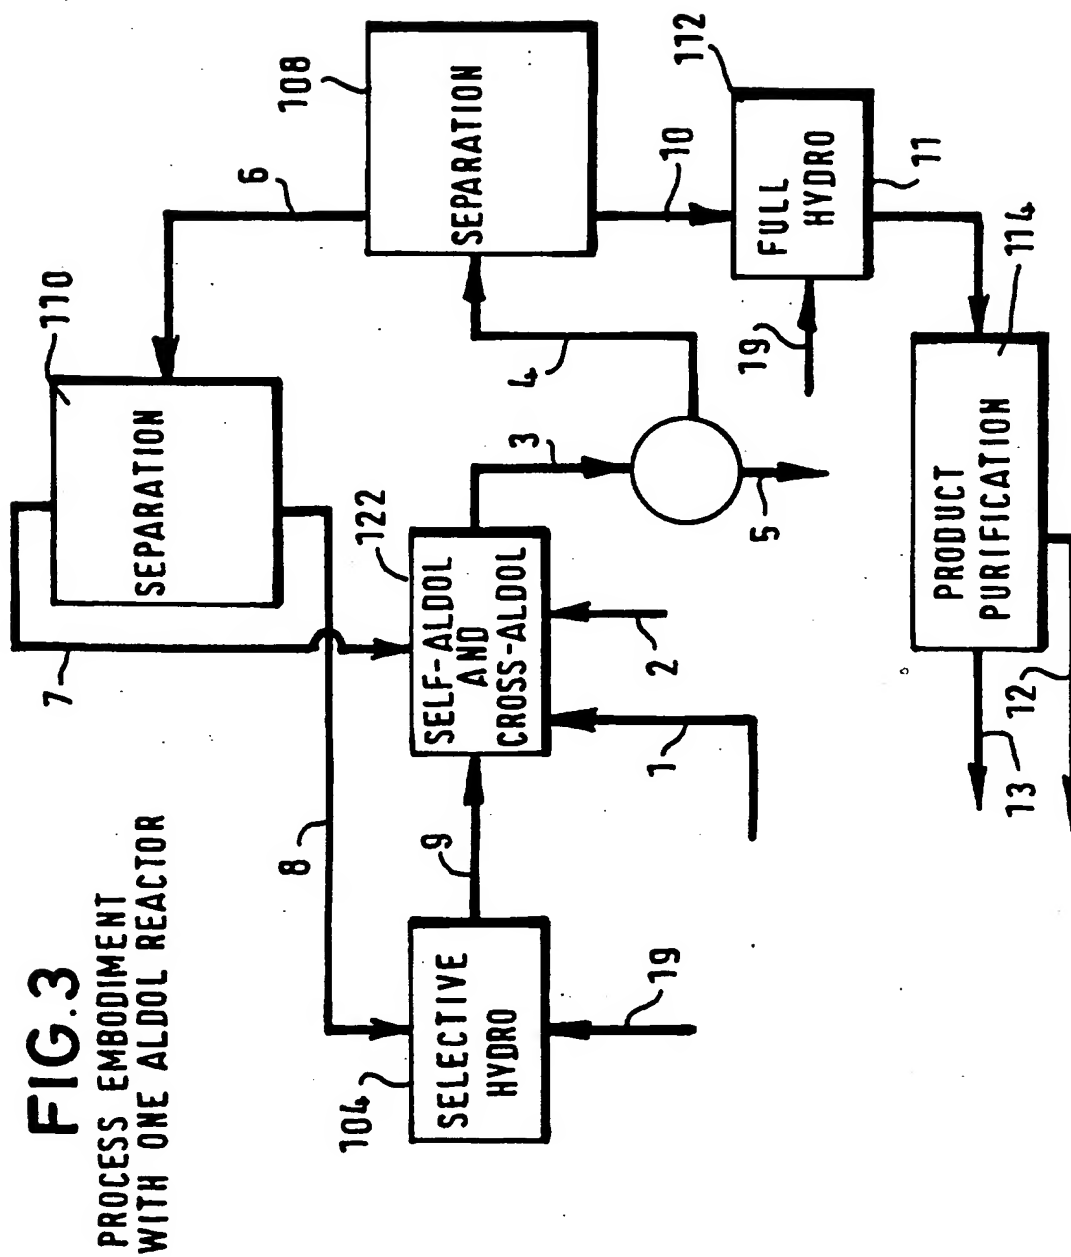 FIG.3
PROCESS EMBODIMENT
WITH ONE ALDOL REACTOR
7
110
SEPARATION
6
108
SEPARATION
8
104
SELECTIVE
HYDRO
19
9
122
SELF-ALDOL
AND
CROSS-ALDOL
1
2
3
4
5
10
112
FULL
HYDRO
19
11
114
PRODUCT
PURIFICATION
13
12